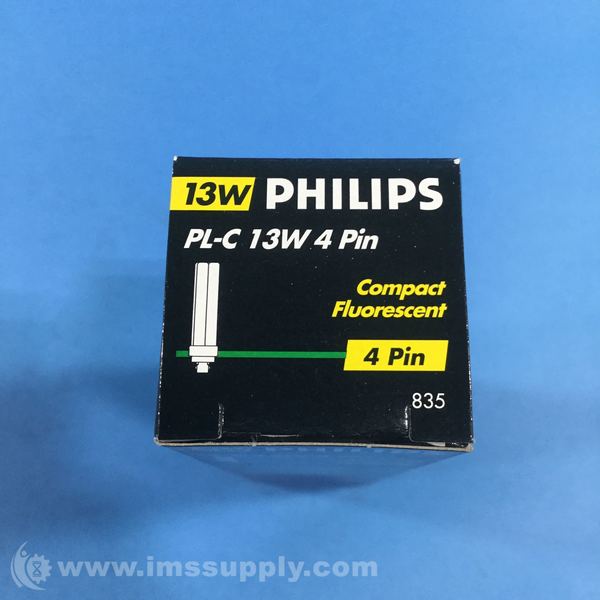 13W PHILIPS
PL-C 13W 4 Pin
Compact
Fluorescent
4 Pin
835
www.imssupply.com